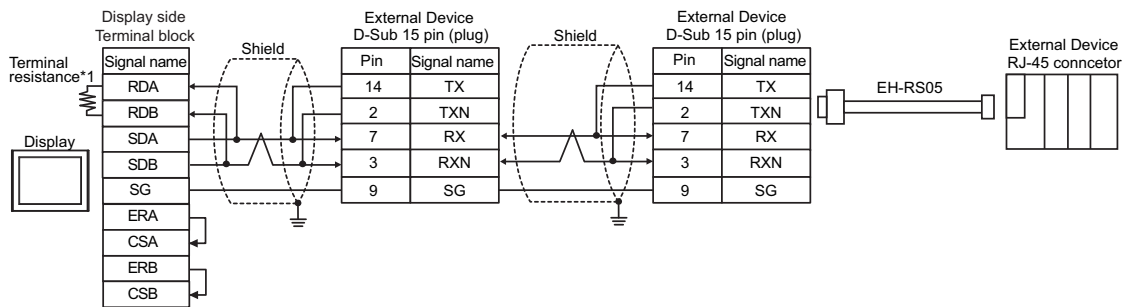 Display side
Terminal block
External Device
D-Sub 15 pin (plug)
External Device
D-Sub 15 pin (plug)
External Device
RJ-45 conncetor
Shield
Shield
Terminal
resistance*1
Display
EH-RS05
Signal name
RDA
RDB
SDA
SDB
SG
ERA
CSA
ERB
CSB
Pin Signal name
14 TX
2 TXN
7 RX
3 RXN
9 SG
Pin Signal name
14 TX
2 TXN
7 RX
3 RXN
9 SG